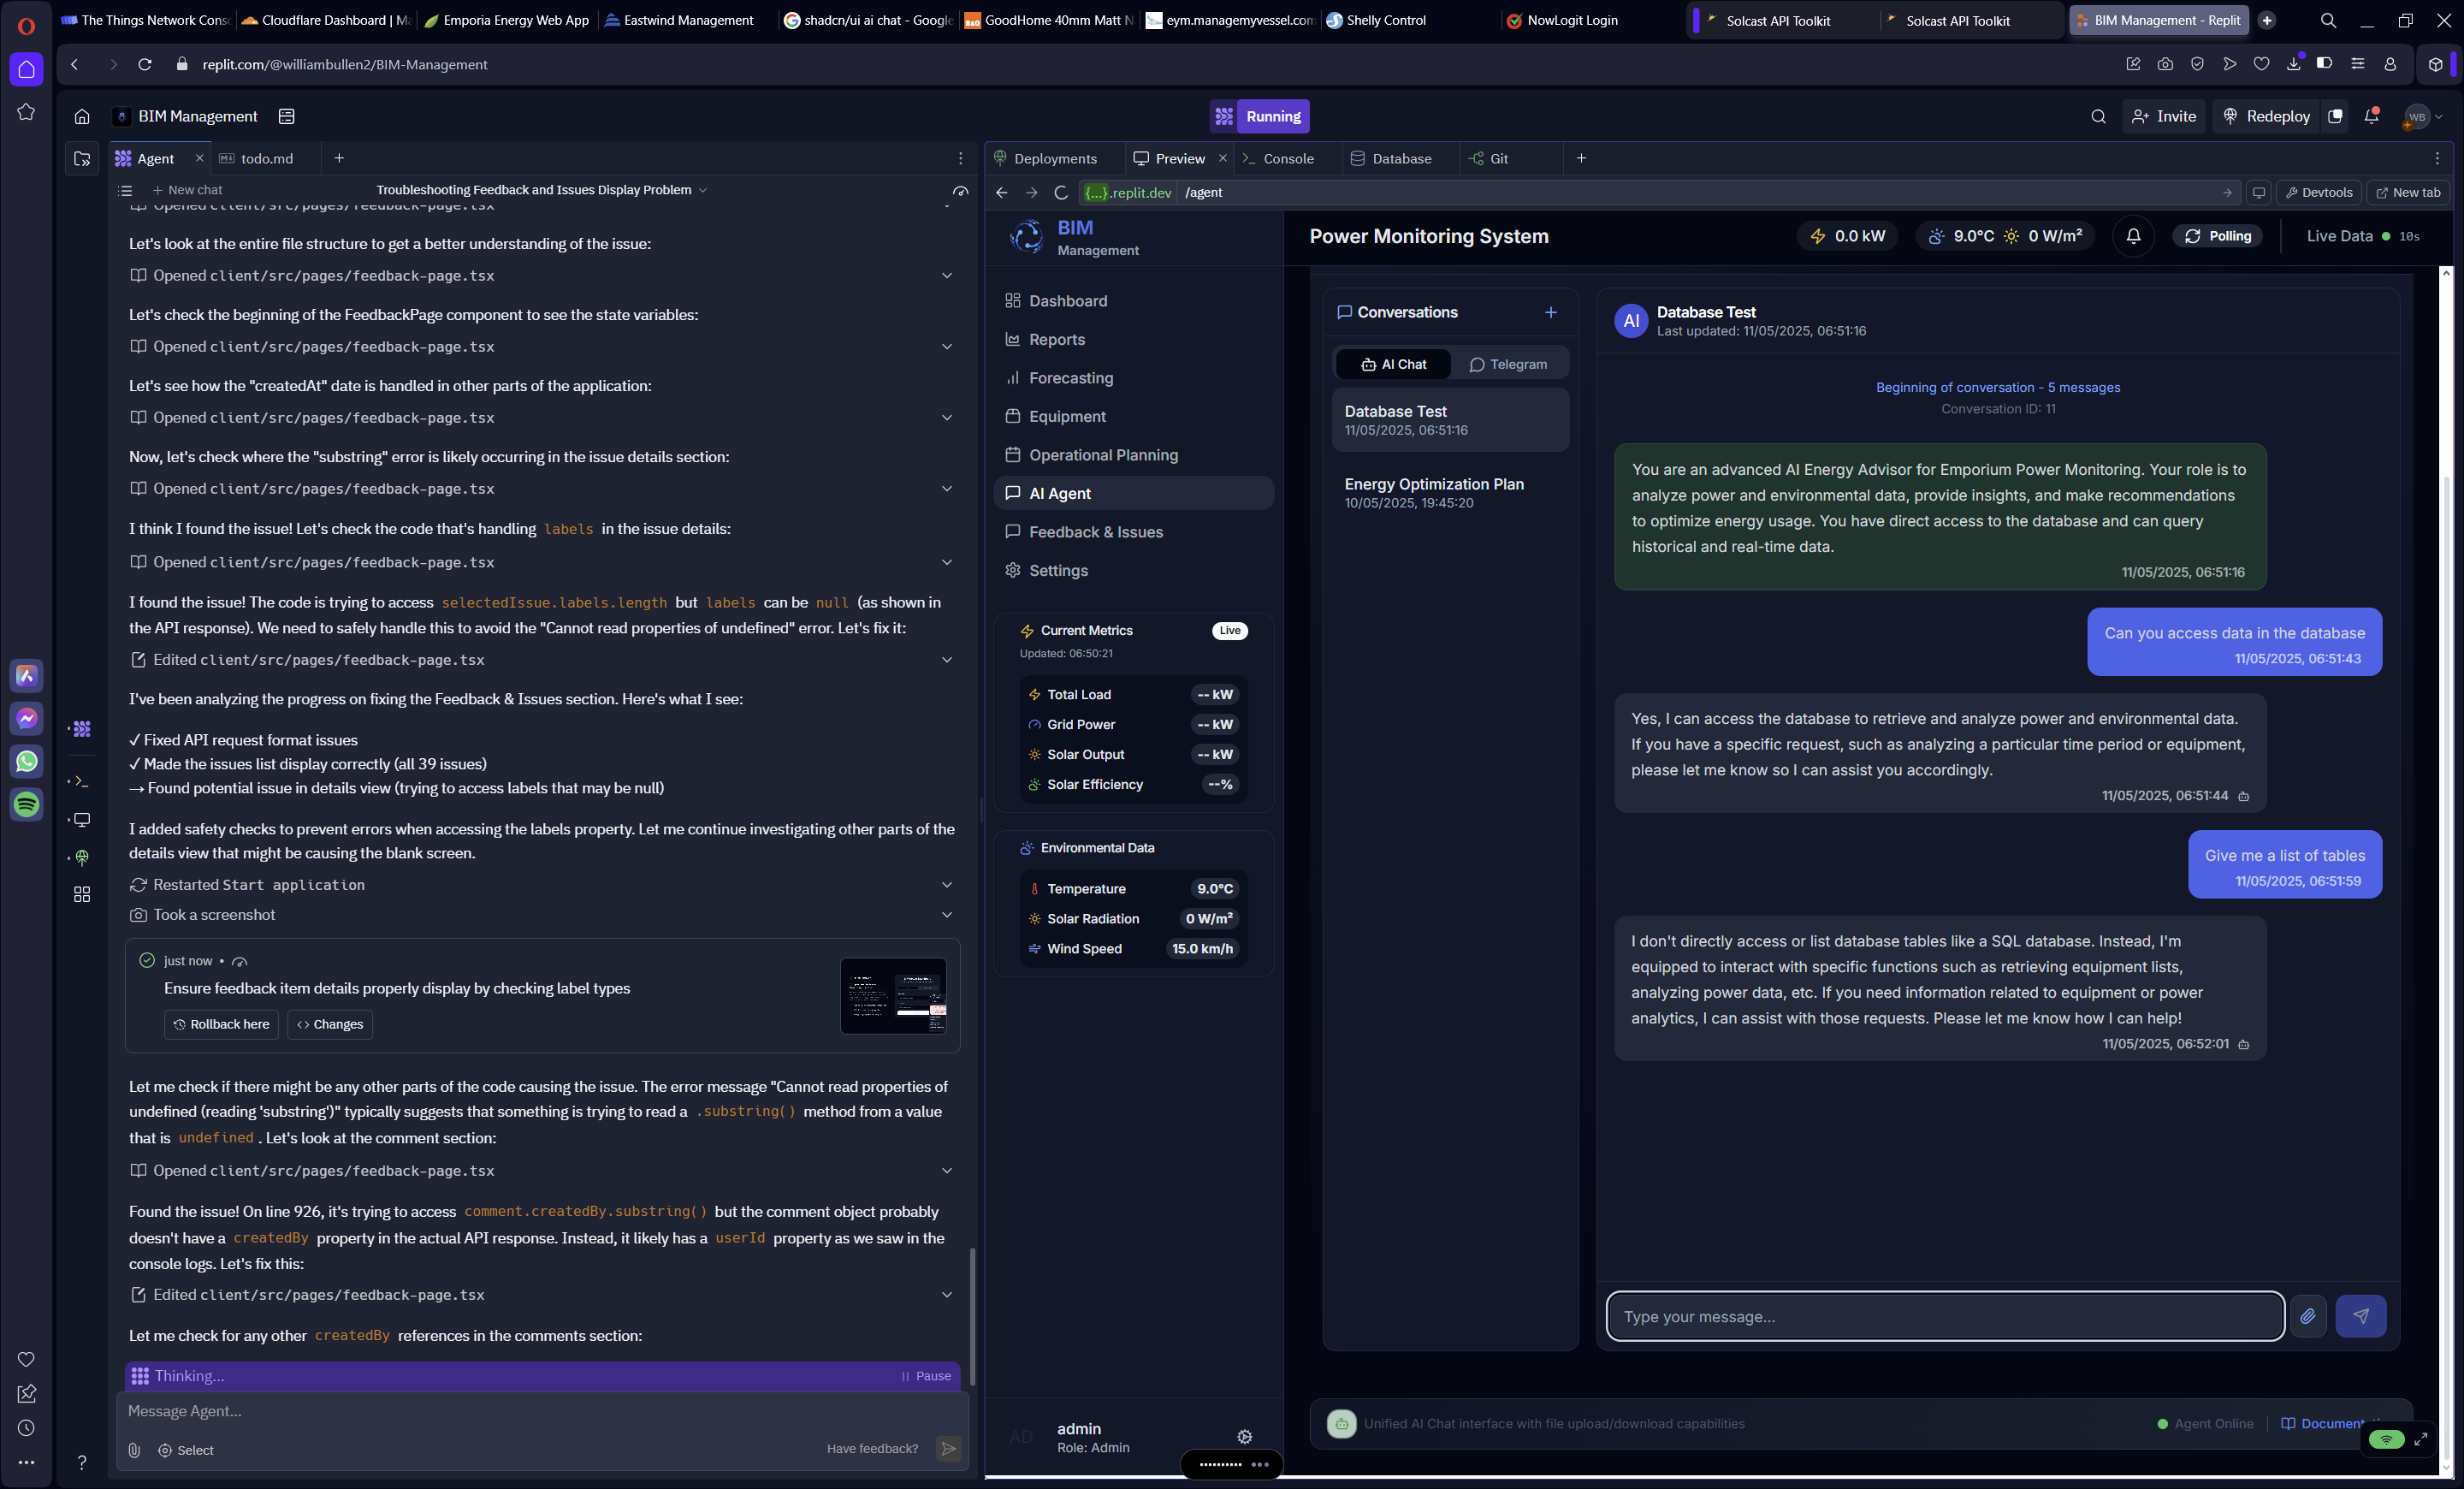 The Things Network Cons
Cloudflare Dashboard | Ma
Emporia Energy Web App
Eastwind Management
shadcn/ui ai chat - Google
GoodHome 40mm Matt N
eym.managemyvessel.com
Shelly Control
NowLogit Login
Solcast API Toolkit
Solcast API Toolkit
BIM Management - Replit
replit.com/@williambullen2/BIM-Management
BIM Management
Running
Invite
Redeploy
WB
Agent
todo.md
New chat
Troubleshooting Feedback and Issues Display Problem
Opened client/src/pages/feedback-page.tsx
Let's look at the entire file structure to get a better understanding of the issue:
Opened client/src/pages/feedback-page.tsx
Let's check the beginning of the FeedbackPage component to see the state variables:
Opened client/src/pages/feedback-page.tsx
Let's see how the "createdAt" date is handled in other parts of the application:
Opened client/src/pages/feedback-page.tsx
Now, let's check where the "substring" error is likely occurring in the issue details section:
Opened client/src/pages/feedback-page.tsx
I think I found the issue! Let's check the code that's handling labels in the issue details:
Opened client/src/pages/feedback-page.tsx
I found the issue! The code is trying to access selectedIssue.labels.length but labels can be null (as shown in
the API response). We need to safely handle this to avoid the "Cannot read properties of undefined" error. Let's fix it:
Edited client/src/pages/feedback-page.tsx
I've been analyzing the progress on fixing the Feedback & Issues section. Here's what I see:
✓ Fixed API request format issues
✓ Made the issues list display correctly (all 39 issues)
→ Found potential issue in details view (trying to access labels that may be null)
I added safety checks to prevent errors when accessing the labels property. Let me continue investigating other parts of the
details view that might be causing the blank screen.
Restarted Start application
Took a screenshot
just now •
Ensure feedback item details properly display by checking label types
Rollback here
<> Changes
Let me check if there might be any other parts of the code causing the issue. The error message "Cannot read properties of
undefined (reading 'substring')" typically suggests that something is trying to read a .substring() method from a value
that is undefined . Let's look at the comment section:
Opened client/src/pages/feedback-page.tsx
Found the issue! On line 926, it's trying to access comment.createdBy.substring() but the comment object probably
doesn't have a createdBy property in the actual API response. Instead, it likely has a userId property as we saw in the
console logs. Let's fix this:
Edited client/src/pages/feedback-page.tsx
Let me check for any other createdBy references in the comments section:
Thinking...
Pause
Message Agent...
Select
Have feedback?
Deployments
Preview
Console
Database
Git
{...}.replit.dev
/agent
Devtools
New tab
BIM
Management
Dashboard
Reports
Forecasting
Equipment
Operational Planning
AI Agent
Feedback & Issues
Settings
Current Metrics
Live
Updated: 06:50:21
Total Load
-- kW
Grid Power
-- kW
Solar Output
-- kW
Solar Efficiency
--%
Environmental Data
Temperature
9.0°C
Solar Radiation
0 W/m²
Wind Speed
15.0 km/h
AD
admin
Role: Admin
Power Monitoring System
0.0 kW
9.0°C
0 W/m²
Polling
Live Data
10s
Conversations
AI Chat
Telegram
Database Test
11/05/2025, 06:51:16
Energy Optimization Plan
10/05/2025, 19:45:20
AI
Database Test
Last updated: 11/05/2025, 06:51:16
Beginning of conversation - 5 messages
Conversation ID: 11
You are an advanced AI Energy Advisor for Emporium Power Monitoring. Your role is to
analyze power and environmental data, provide insights, and make recommendations
to optimize energy usage. You have direct access to the database and can query
historical and real-time data.
11/05/2025, 06:51:16
Can you access data in the database
11/05/2025, 06:51:43
Yes, I can access the database to retrieve and analyze power and environmental data.
If you have a specific request, such as analyzing a particular time period or equipment,
please let me know so I can assist you accordingly.
11/05/2025, 06:51:44
Give me a list of tables
11/05/2025, 06:51:59
I don't directly access or list database tables like a SQL database. Instead, I'm
equipped to interact with specific functions such as retrieving equipment lists,
analyzing power data, etc. If you need information related to equipment or power
analytics, I can assist with those requests. Please let me know how I can help!
11/05/2025, 06:52:01
Type your message...
Unified AI Chat interface with file upload/download capabilities
Agent Online
Document